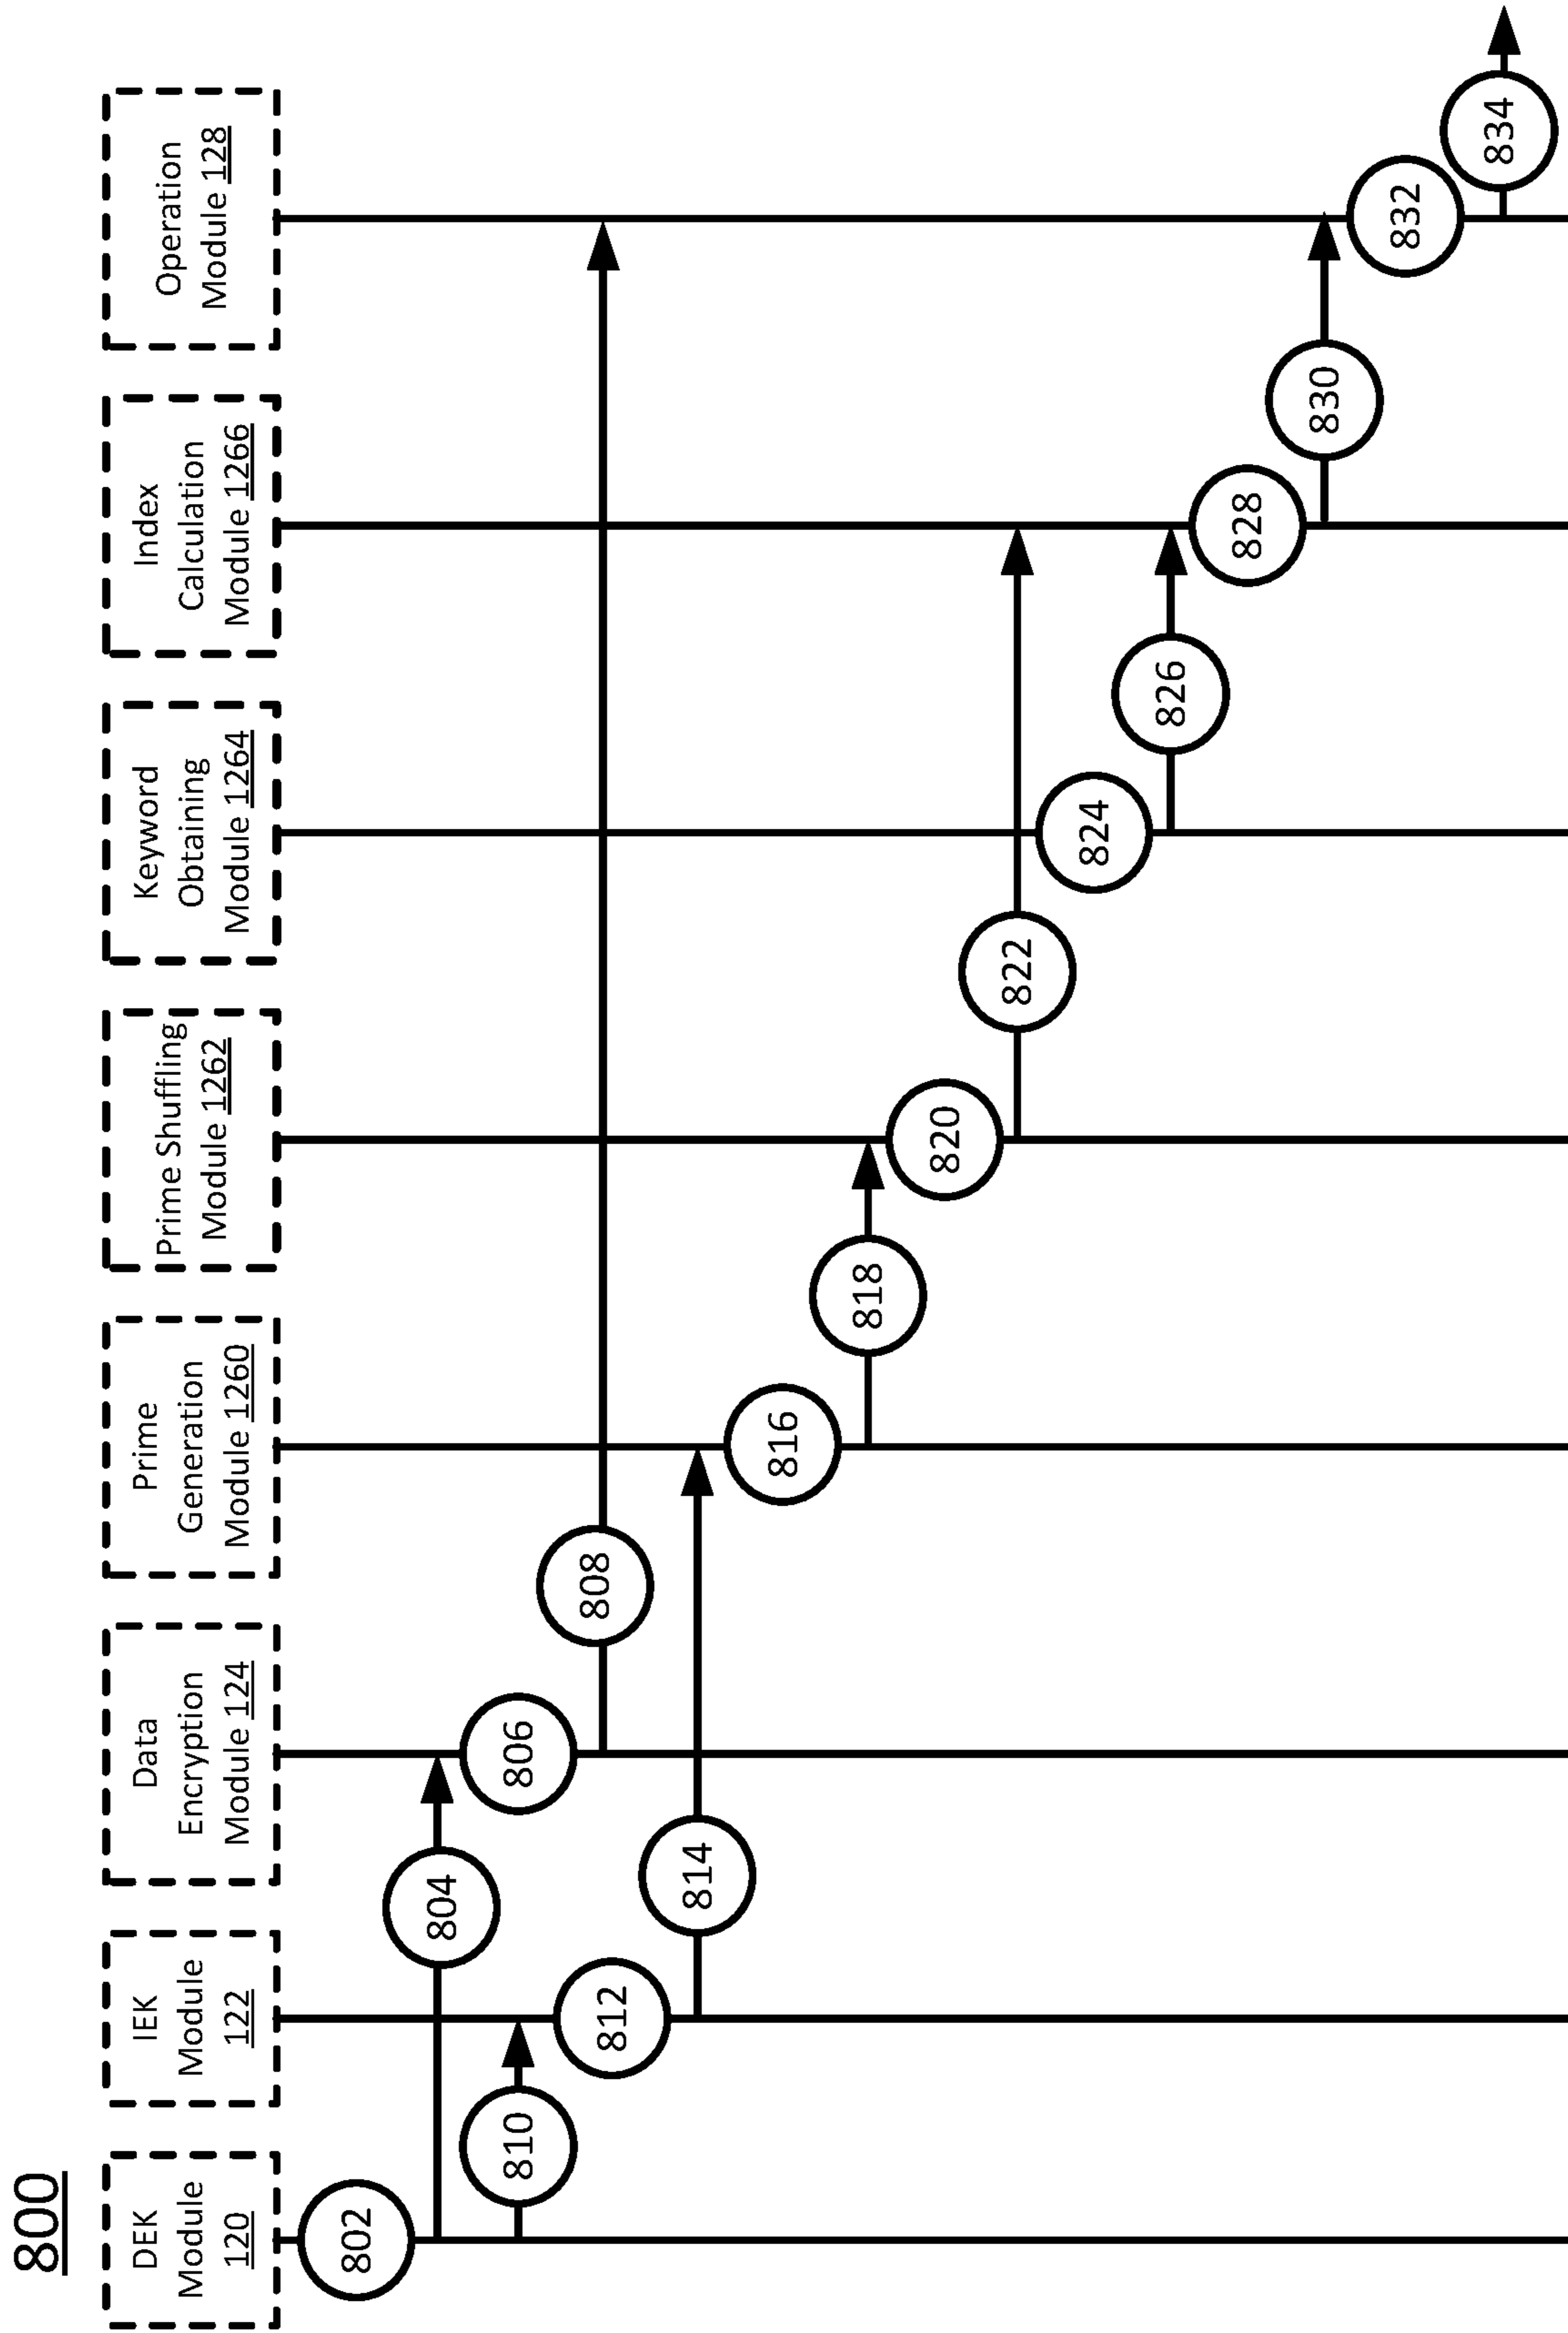 800
DEK
Module
120
IEK
Module
122
Data
Encryption
Module 124
Prime
Generation
Module 1260
Prime Shuffling
Module 1262
Keyword
Obtaining
Module 1264
Index
Calculation
Module 1266
Operation
Module 128
802
804
806
808
810
812
814
816
818
820
822
824
826
828
830
832
834